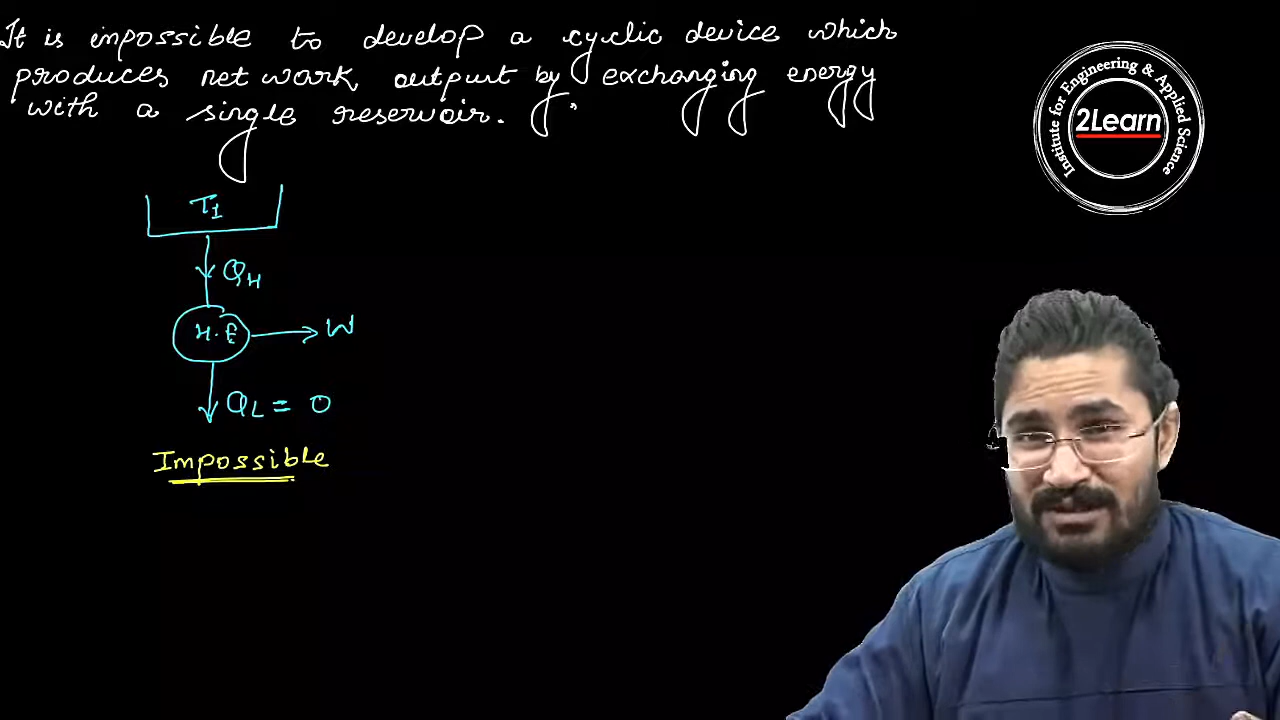 It is impossible to develop a cyclic device which
produces net work output by exchanging energy
with a single reservoir.
T1
QH
H.E
W
QL = 0
Impossible
Institute for Engineering & Applied Science
2Learn